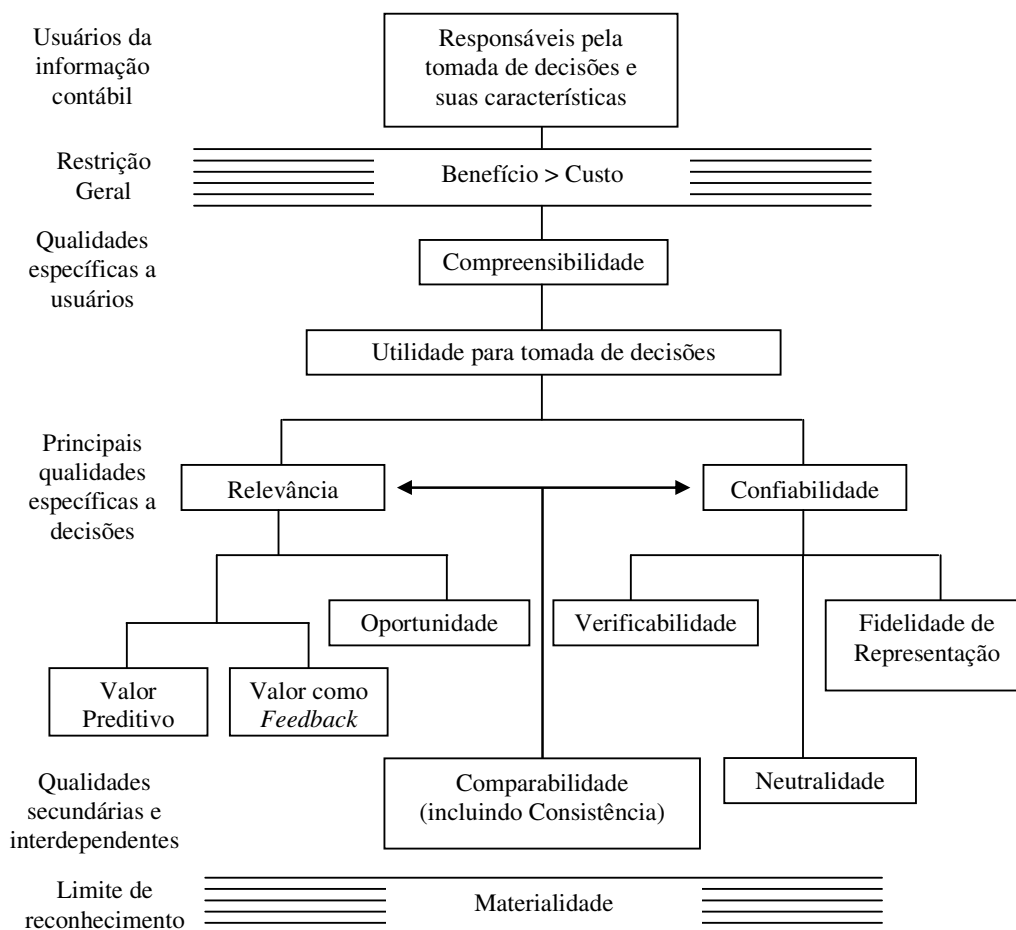 Usuários da
informação
contábil
Responsáveis pela
tomada de decisões e
suas características
Restrição
Geral
Benefício > Custo
Qualidades
específicas a
usuários
Compreensibilidade
Utilidade para tomada de decisões
Principais
qualidades
específicas a
decisões
Relevância
Confiabilidade
Oportunidade
Verificabilidade
Fidelidade de
Representação
Valor
Preditivo
Valor como
Feedback
Qualidades
secundárias e
interdependentes
Comparabilidade
(incluindo Consistência)
Neutralidade
Limite de
reconhecimento
Materialidade